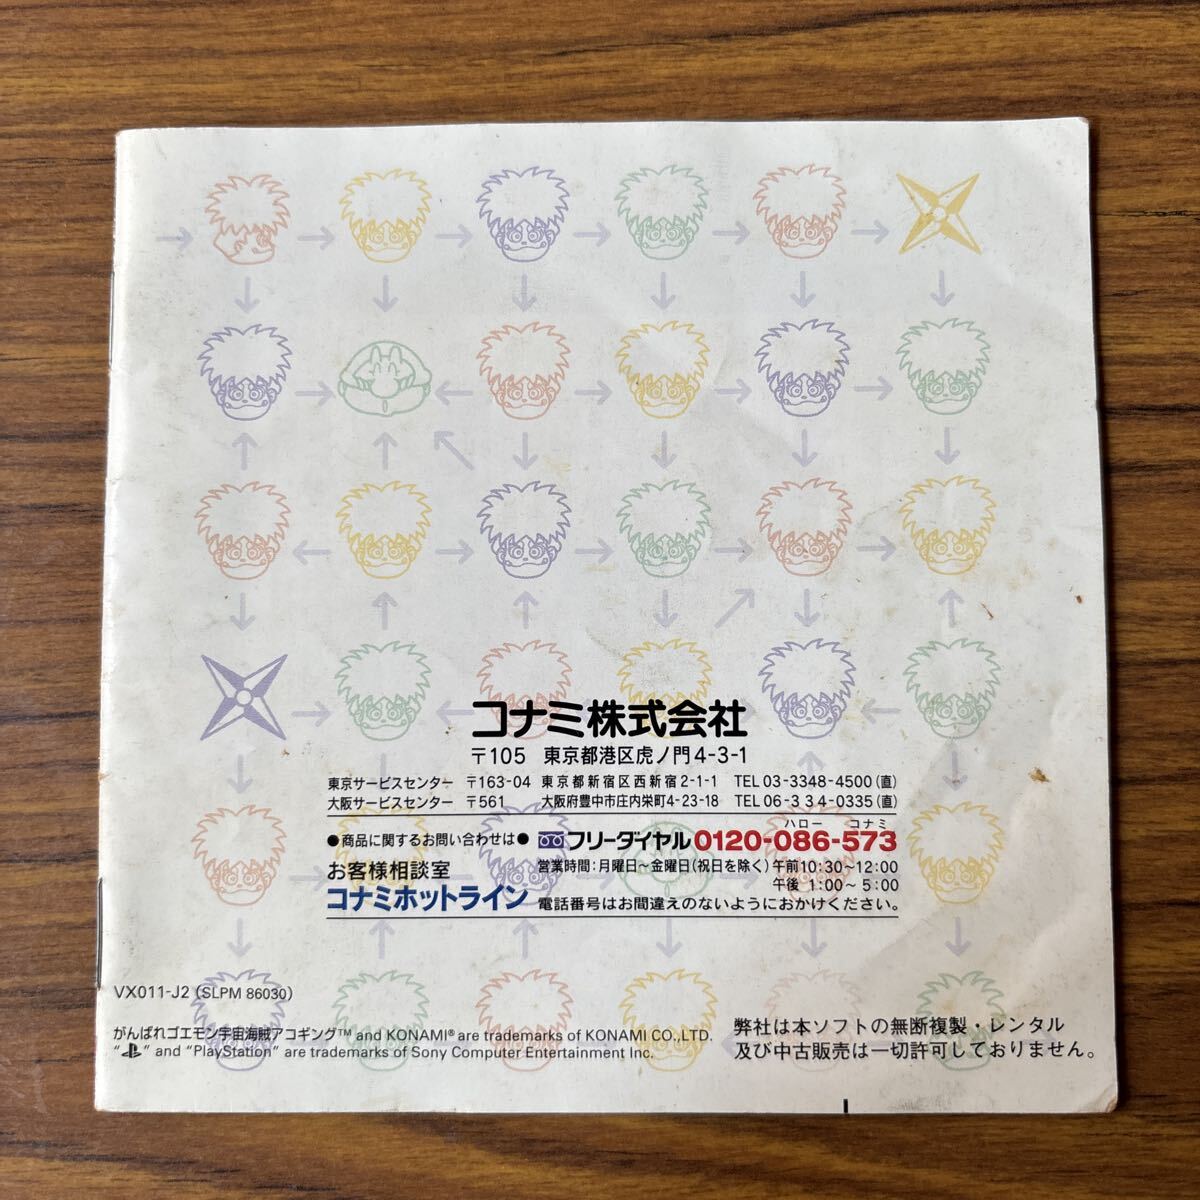 コナミ株式会社
〒105 東京都港区虎ノ門4-3-1
東京サービスセンター 〒163-04 東京都新宿区西新宿2-1-1 TEL 03-3348-4500(直)
大阪サービスセンター 〒561 大阪府豊中市庄内栄町4-23-18 TEL 06-334-0335(直)
ハロー コナミ
●商品に関するお問い合わせは● フリーダイヤル 0120-086-573
お客様相談室 営業時間:月曜日〜金曜日(祝日を除く)午前10:30〜12:00
午後 1:00〜5:00
コナミホットライン 電話番号はお間違えのないようにおかけください。
VX011-J2 (SLPM 86030)
がんばれゴエモン宇宙海賊アコギング™ and KONAMI® are trademarks of KONAMI CO.,LTD.
“ ” and “PlayStation” are trademarks of Sony Computer Entertainment Inc.
弊社は本ソフトの無断複製・レンタル
及び中古販売は一切許可しておりません。